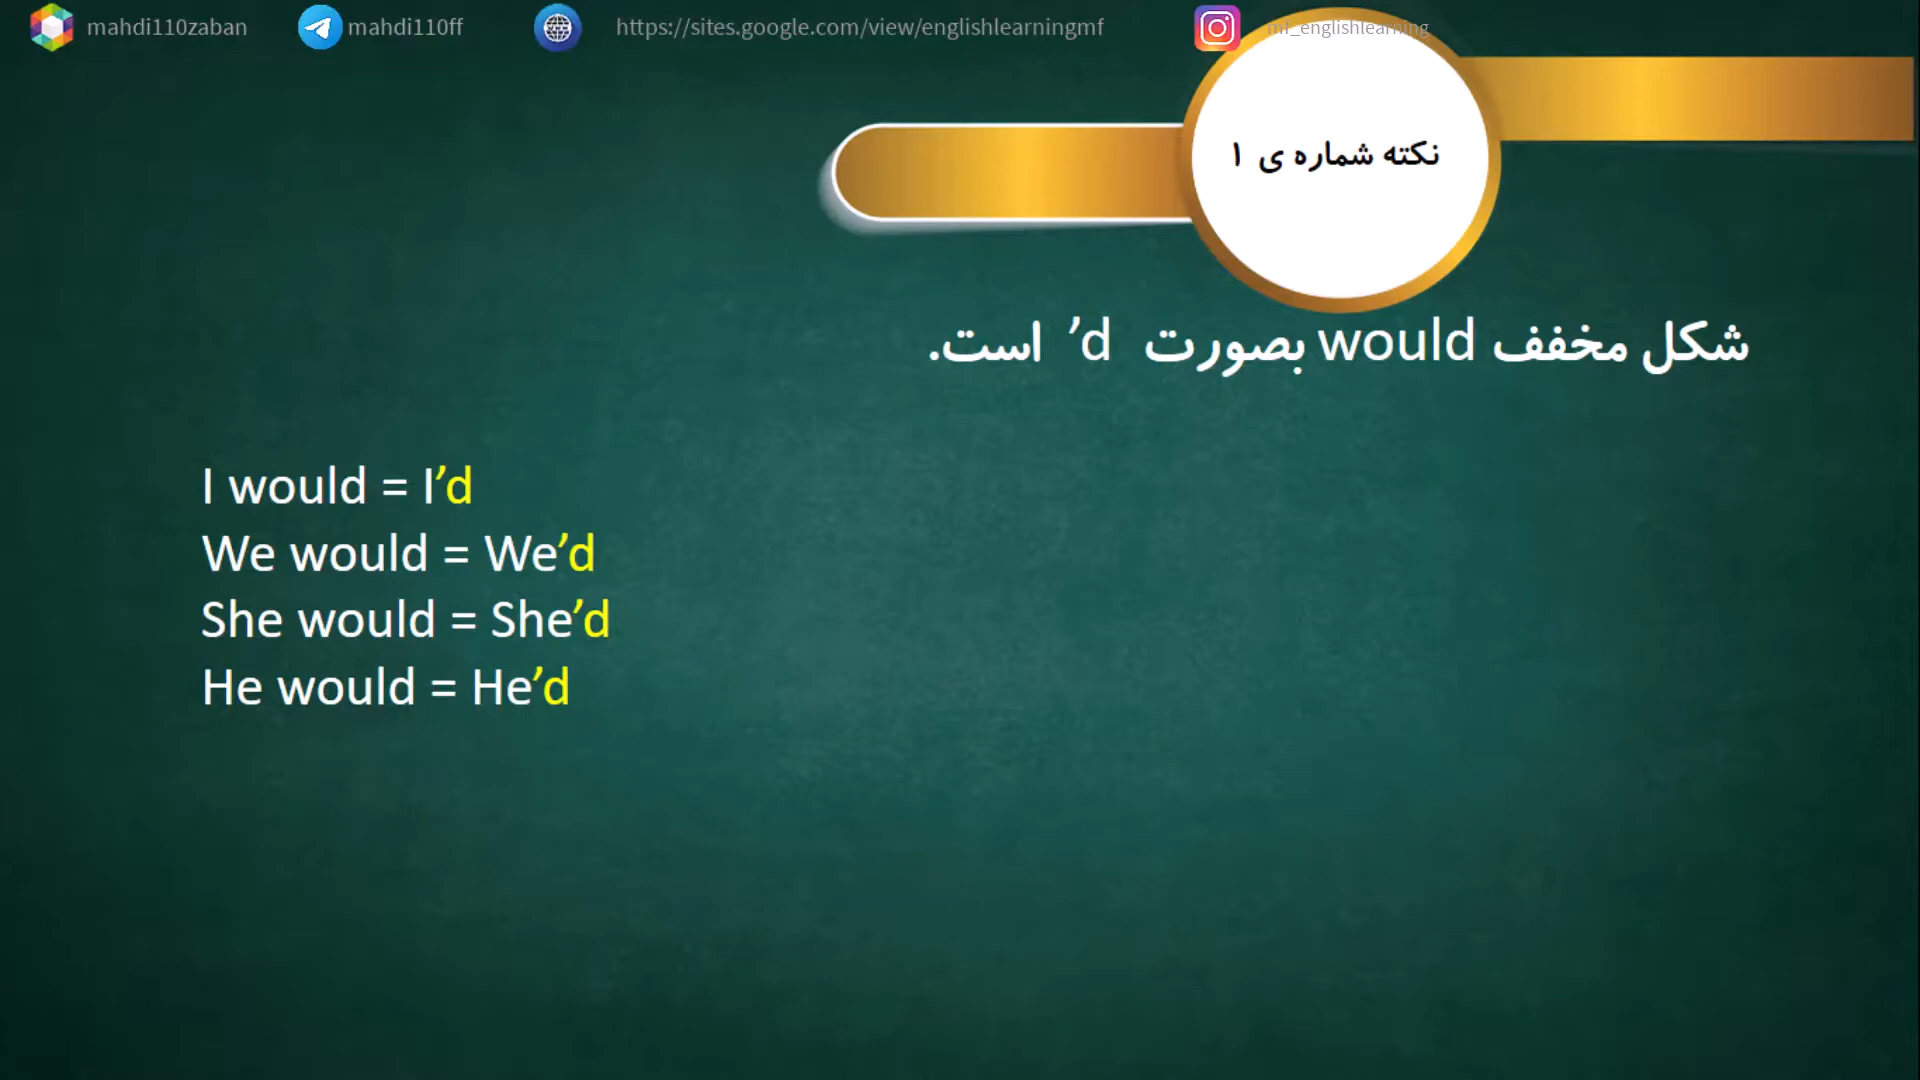 mahdi110zaban
mahdi110ff
https://sites.google.com/view/englishlearningmf
mf_englishlearning
نکته شماره ی ۱
شکل مخفف would بصورت ’d است.
I would = I’d
We would = We’d
She would = She’d
He would = He’d